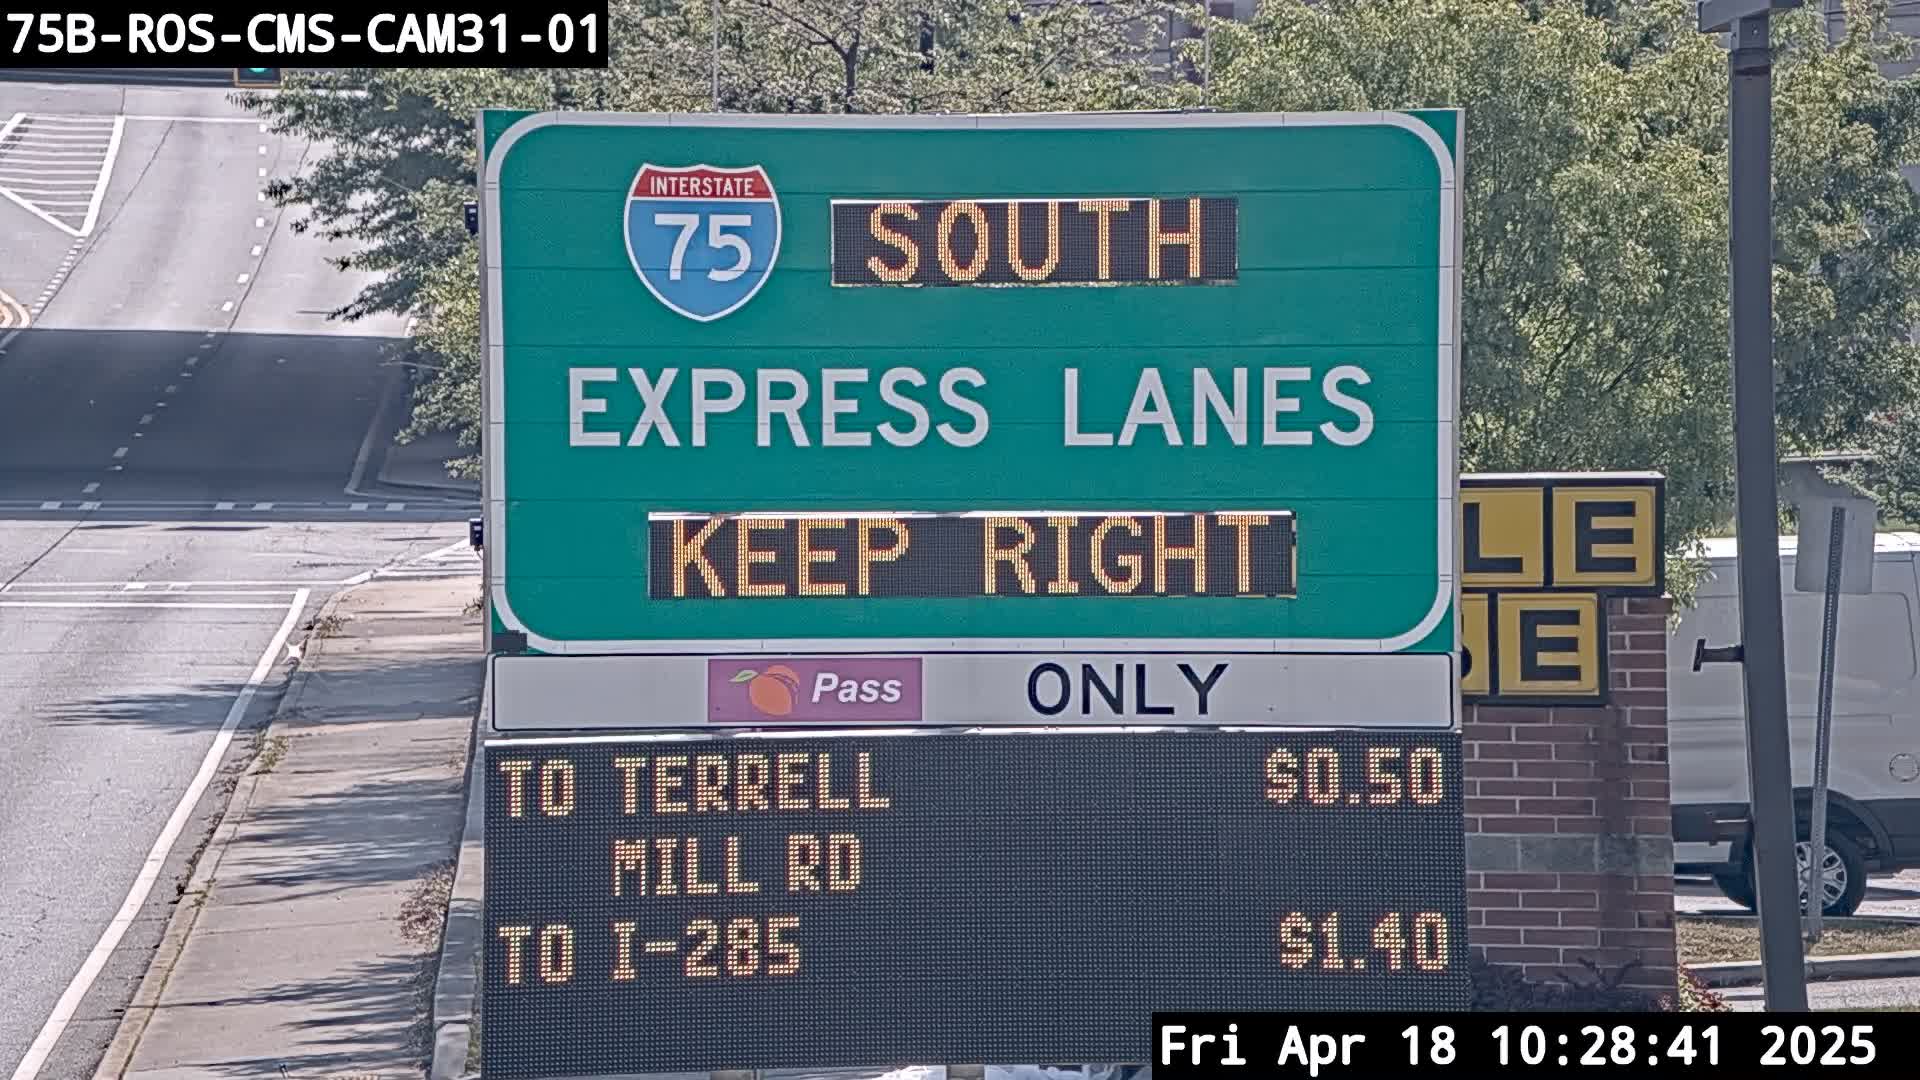 75B-ROS-CMS-CAM31-01
INTERSTATE
75
SOUTH
EXPRESS LANES
KEEP RIGHT
LE
E
Pass ONLY
TO TERRELL $0.50
MILL RD
TO I-285 $1.40
Fri Apr 18 10:28:41 2025